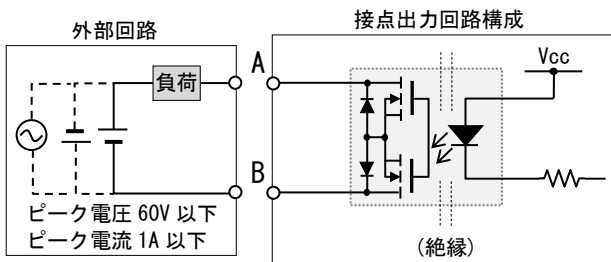 外部回路
接点出力回路構成
負荷
A
B
Vcc
ピーク電圧 60V 以下
ピーク電流 1A 以下
(絶縁)